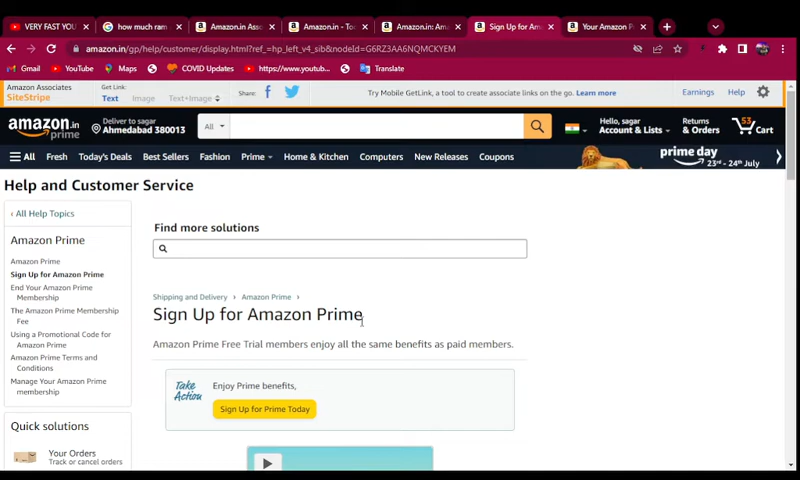 VERY FAST YOU
how much ram
Amazon.in Asso
Amazon.in - To
Amazon.in: Am
Sign Up for Am
Your Amazon P
amazon.in/gp/help/customer/display.html?ref_=hp_left_v4_sib&nodeId=G6RZ3AA6NQMCKYEM
Gmail YouTube Maps COVID Updates https://www.youtub... Translate
Amazon Associates
SiteStripe
Get Link:
Text Image Text+Image
Share:
Try Mobile GetLink, a tool to create associate links on the go. Learn more
Earnings Help
amazon.in
prime
Deliver to sagar
Ahmedabad 380013
All
Hello, sagar
Account & Lists
Returns
& Orders
53
Cart
All Fresh Today's Deals Best Sellers Fashion Prime Home & Kitchen Computers New Releases Coupons
prime day
23rd - 24th July
Help and Customer Service
‹ All Help Topics
Amazon Prime
Amazon Prime
Sign Up for Amazon Prime
End Your Amazon Prime
Membership
The Amazon Prime Membership
Fee
Using a Promotional Code for
Amazon Prime
Amazon Prime Terms and
Conditions
Manage Your Amazon Prime
membership
Quick solutions
Your Orders
Track or cancel orders
Find more solutions
Shipping and Delivery › Amazon Prime ›
Sign Up for Amazon Prime
Amazon Prime Free Trial members enjoy all the same benefits as paid members.
Take
Action
Enjoy Prime benefits,
Sign Up for Prime Today